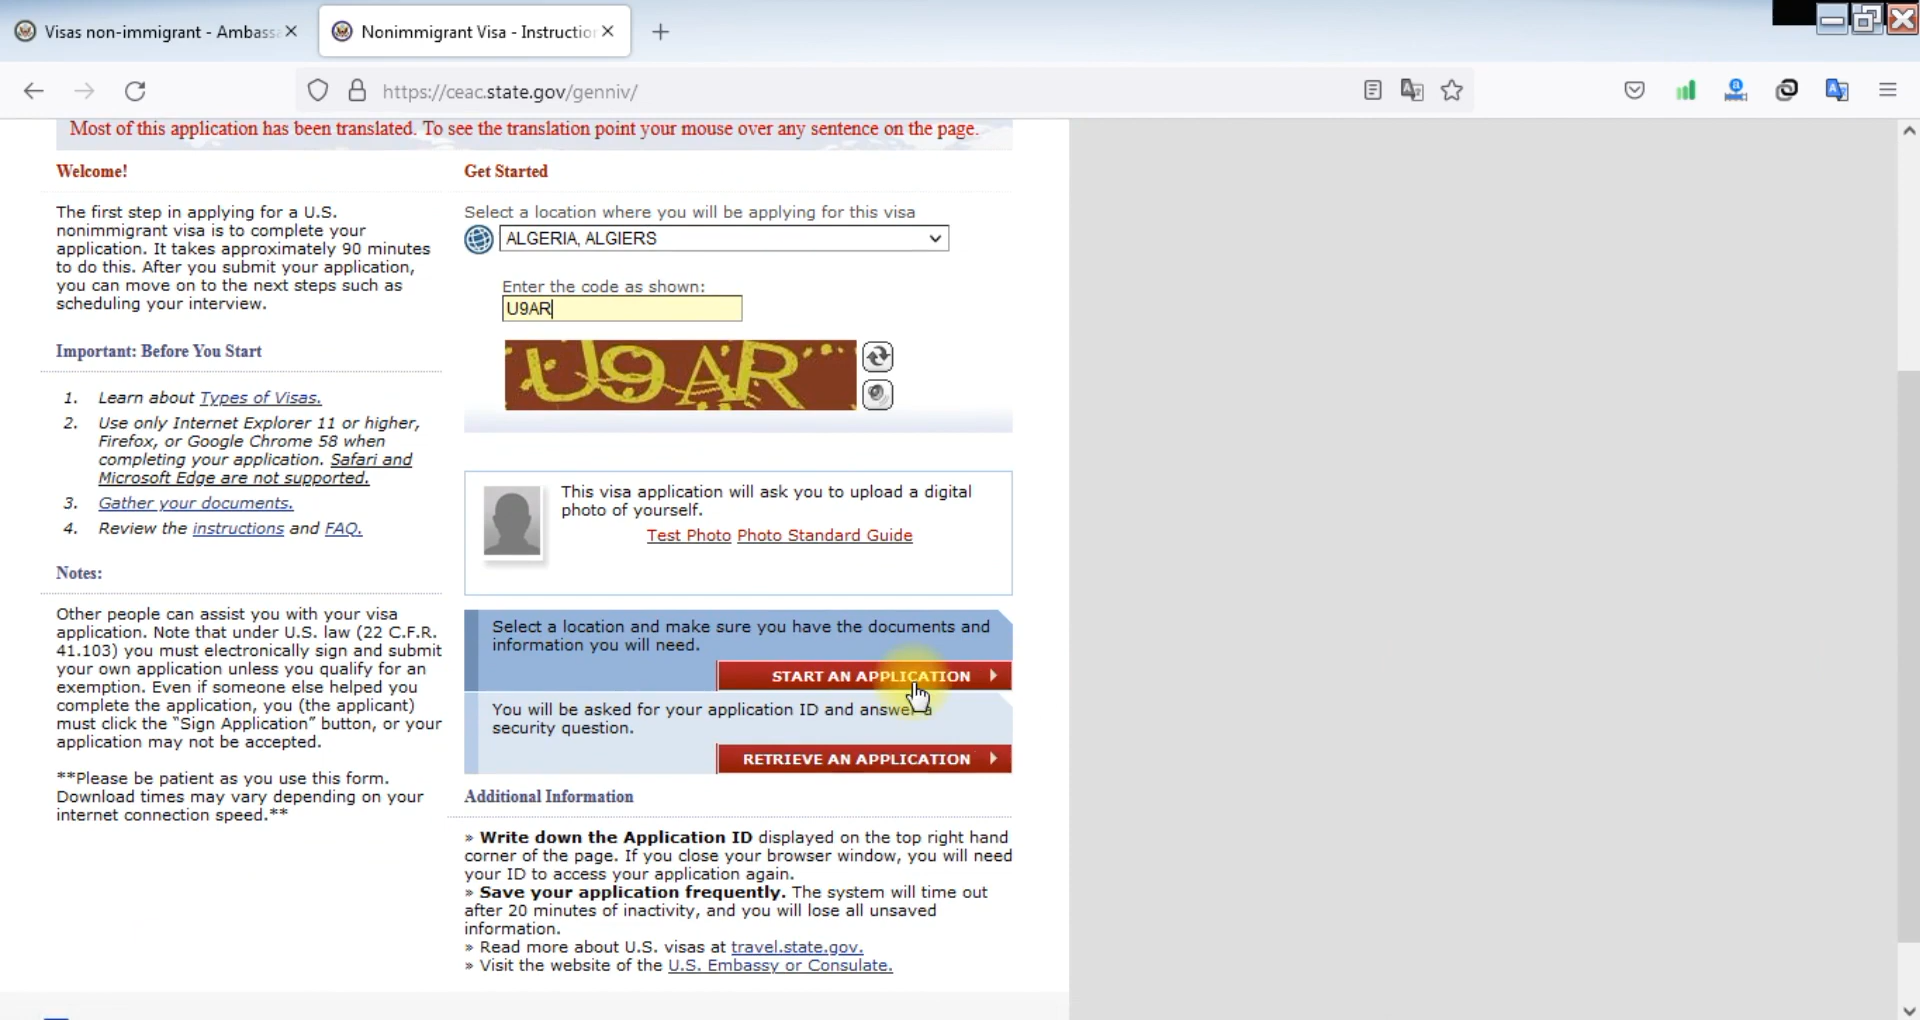 Visas non-immigrant - Ambass
Nonimmigrant Visa - Instruction
https://ceac.state.gov/genniv/
Most of this application has been translated. To see the translation point your mouse over any sentence on the page.
Welcome!
The first step in applying for a U.S.
nonimmigrant visa is to complete your
application. It takes approximately 90 minutes
to do this. After you submit your application,
you can move on to the next steps such as
scheduling your interview.
Important: Before You Start
1. Learn about Types of Visas.
2. Use only Internet Explorer 11 or higher,
Firefox, or Google Chrome 58 when
completing your application. Safari and
Microsoft Edge are not supported.
3. Gather your documents.
4. Review the instructions and FAQ.
Notes:
Other people can assist you with your visa
application. Note that under U.S. law (22 C.F.R.
41.103) you must electronically sign and submit
your own application unless you qualify for an
exemption. Even if someone else helped you
complete the application, you (the applicant)
must click the “Sign Application” button, or your
application may not be accepted.
**Please be patient as you use this form.
Download times may vary depending on your
internet connection speed.**
Get Started
Select a location where you will be applying for this visa
ALGERIA, ALGIERS
Enter the code as shown:
U9AR
U9AR
This visa application will ask you to upload a digital
photo of yourself.
Test Photo Photo Standard Guide
Select a location and make sure you have the documents and
information you will need.
START AN APPLICATION
You will be asked for your application ID and answer a
security question.
RETRIEVE AN APPLICATION
Additional Information
» Write down the Application ID displayed on the top right hand
corner of the page. If you close your browser window, you will need
your ID to access your application again.
» Save your application frequently. The system will time out
after 20 minutes of inactivity, and you will lose all unsaved
information.
» Read more about U.S. visas at travel.state.gov.
» Visit the website of the U.S. Embassy or Consulate.